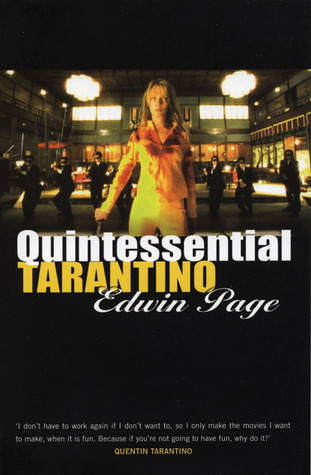 Quintessential
TARANTINO
Edwin Page
'I don't have to work again if I don't want to, so I only make the movies I want
to make, when it is fun. Because if you're not going to have fun, why do it?'
QUENTIN TARANTINO